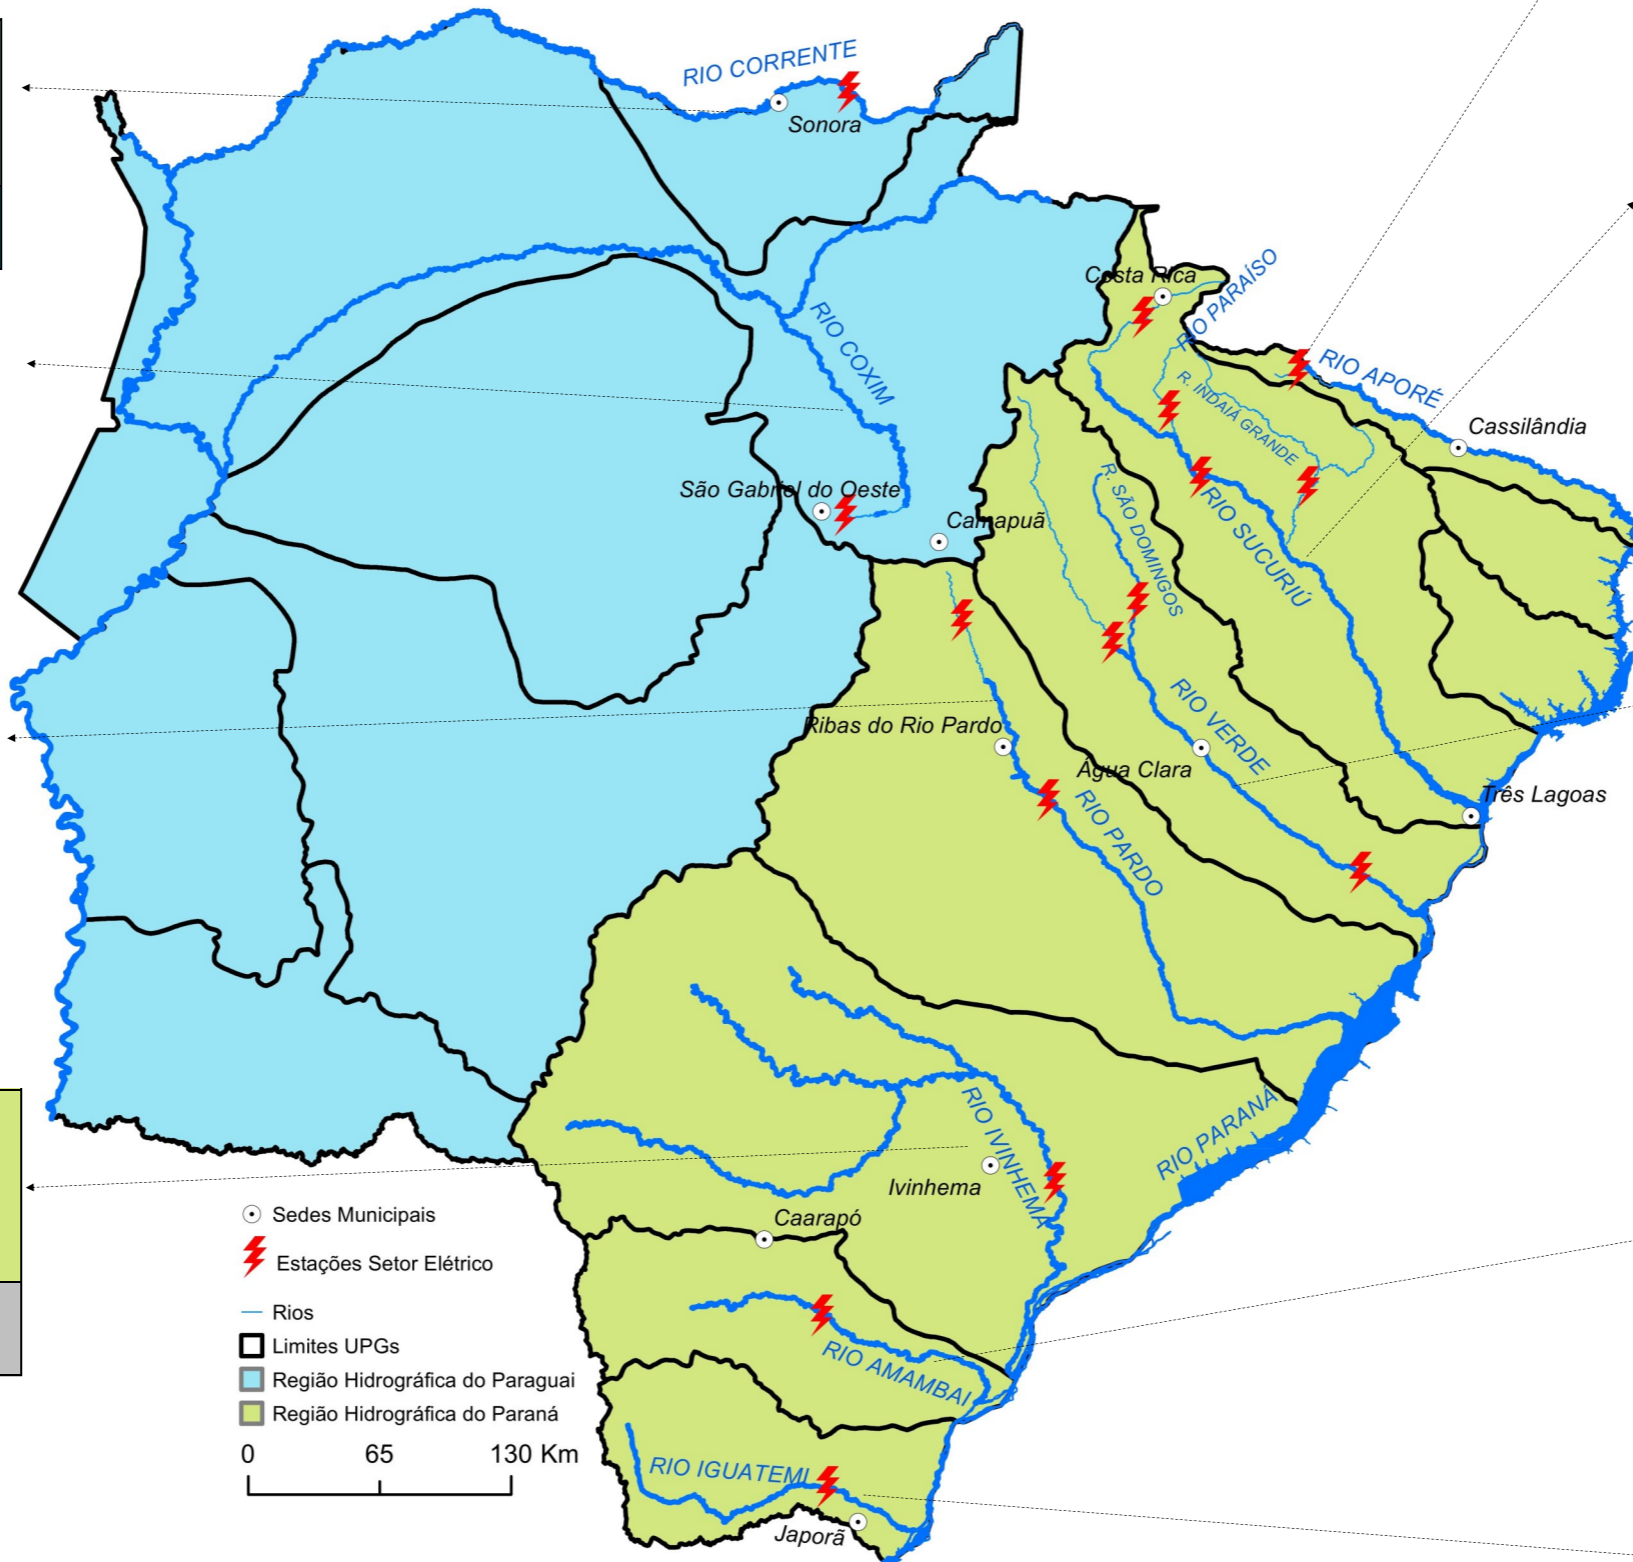 RIO CORRENTE
Sonora
Costa Rica
RIO PARAÍSO
RIO COXIM
RIO APORÉ
R. INDAIÁ GRANDE
Cassilândia
São Gabriel do Oeste
R. SÃO DOMINGOS
Camapuã
RIO SUCURIÚ
RIO VERDE
Ribas do Rio Pardo
Água Clara
RIO PARDO
Três Lagoas
RIO IVINHEMA
RIO PARANÁ
Ivinhema
Caarapó
RIO AMAMBAI
RIO IGUATEMI
Japorã
Sedes Municipais
Estações Setor Elétrico
Rios
Limites UPGs
Região Hidrográfica do Paraguai
Região Hidrográfica do Paraná
0 65 130 Km